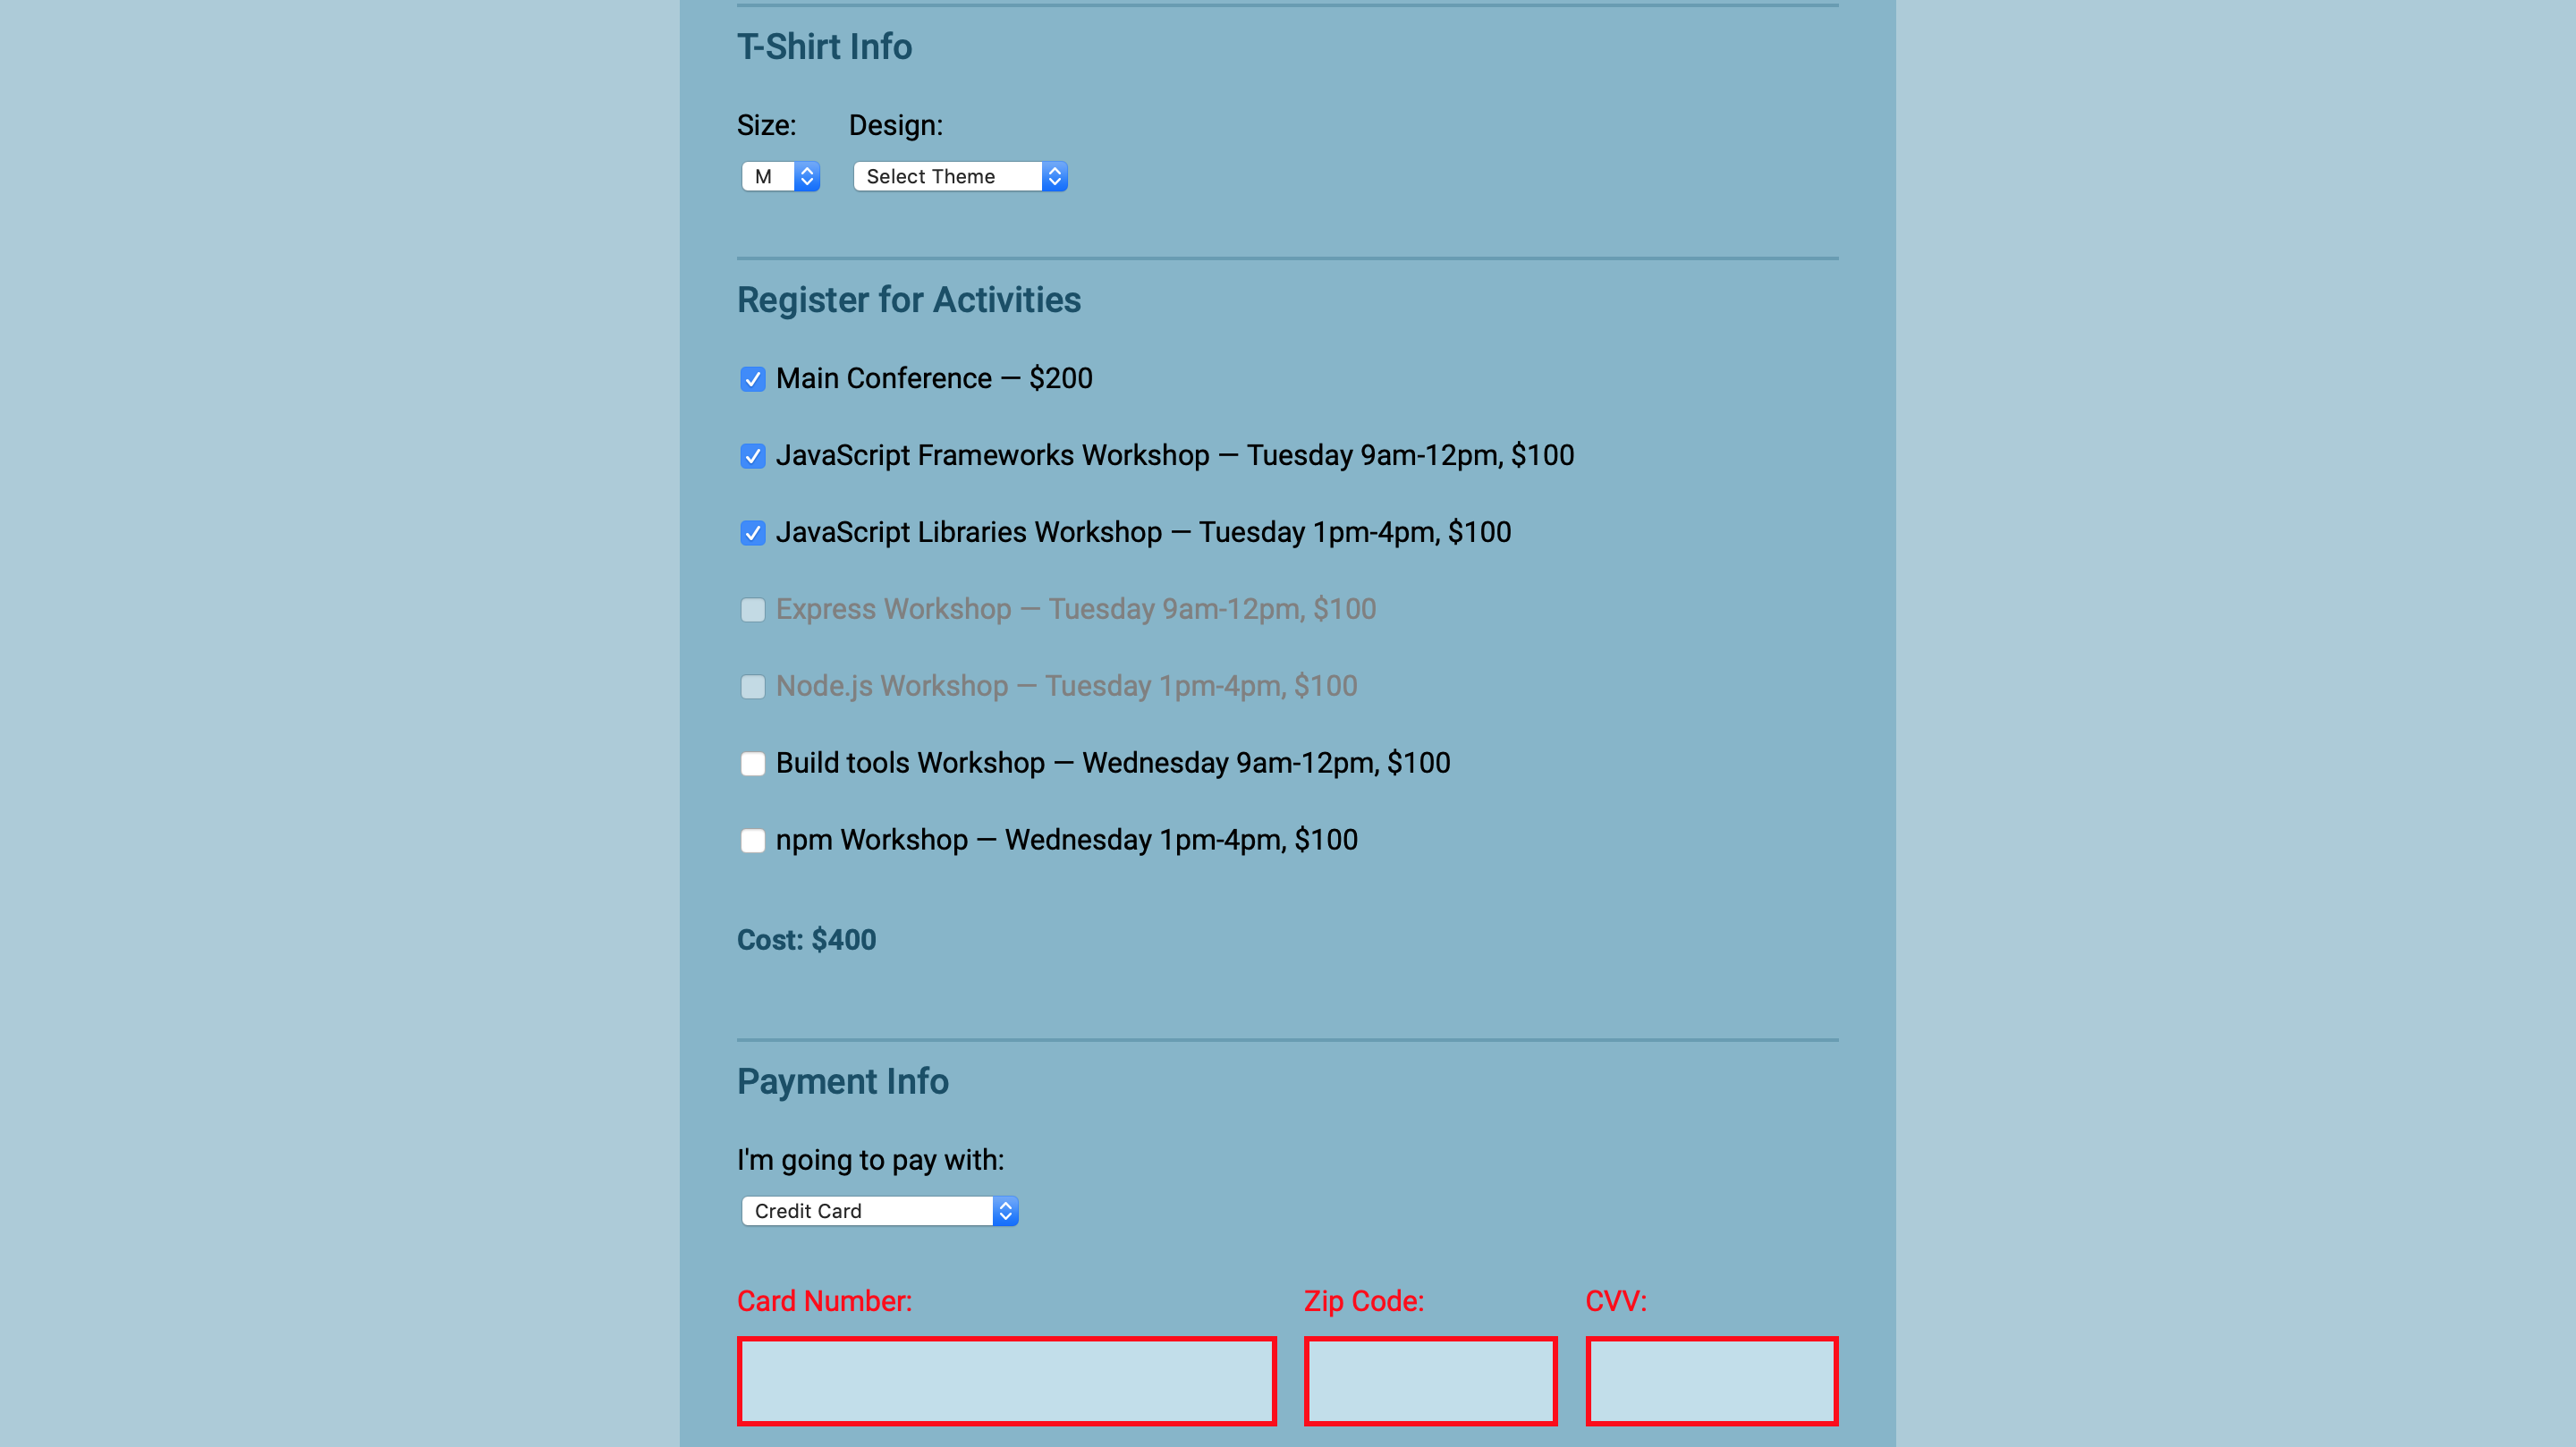 T-Shirt Info
Size: Design:
M Select Theme
Register for Activities
Main Conference — $200
JavaScript Frameworks Workshop — Tuesday 9am-12pm, $100
JavaScript Libraries Workshop — Tuesday 1pm-4pm, $100
Express Workshop — Tuesday 9am-12pm, $100
Node.js Workshop — Tuesday 1pm-4pm, $100
Build tools Workshop — Wednesday 9am-12pm, $100
npm Workshop — Wednesday 1pm-4pm, $100
Cost: $400
Payment Info
I'm going to pay with:
Credit Card
Card Number: Zip Code: CVV: